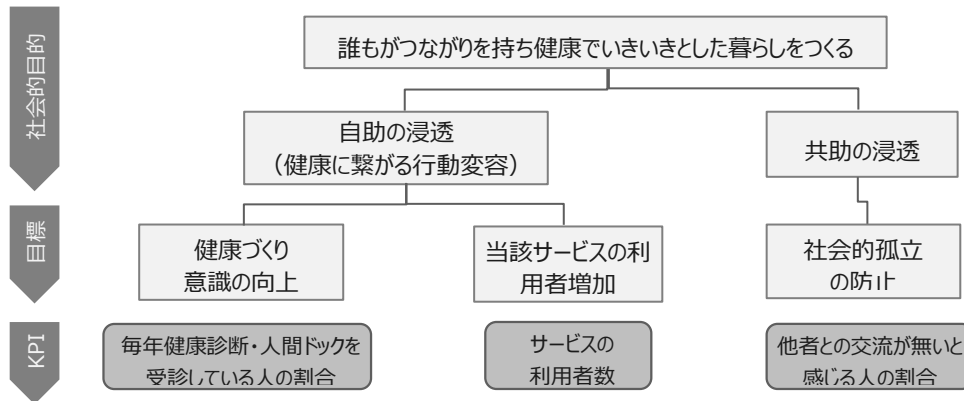 社会的目的
誰もがつながりを持ち健康でいきいきとした暮らしをつくる
自助の浸透
（健康に繋がる行動変容）
共助の浸透
目標
健康づくり
意識の向上
当該サービスの利
用者増加
社会的孤立
の防止
KPI
毎年健康診断・人間ドックを
受診している人の割合
サービスの
利用者数
他者との交流が無いと
感じる人の割合